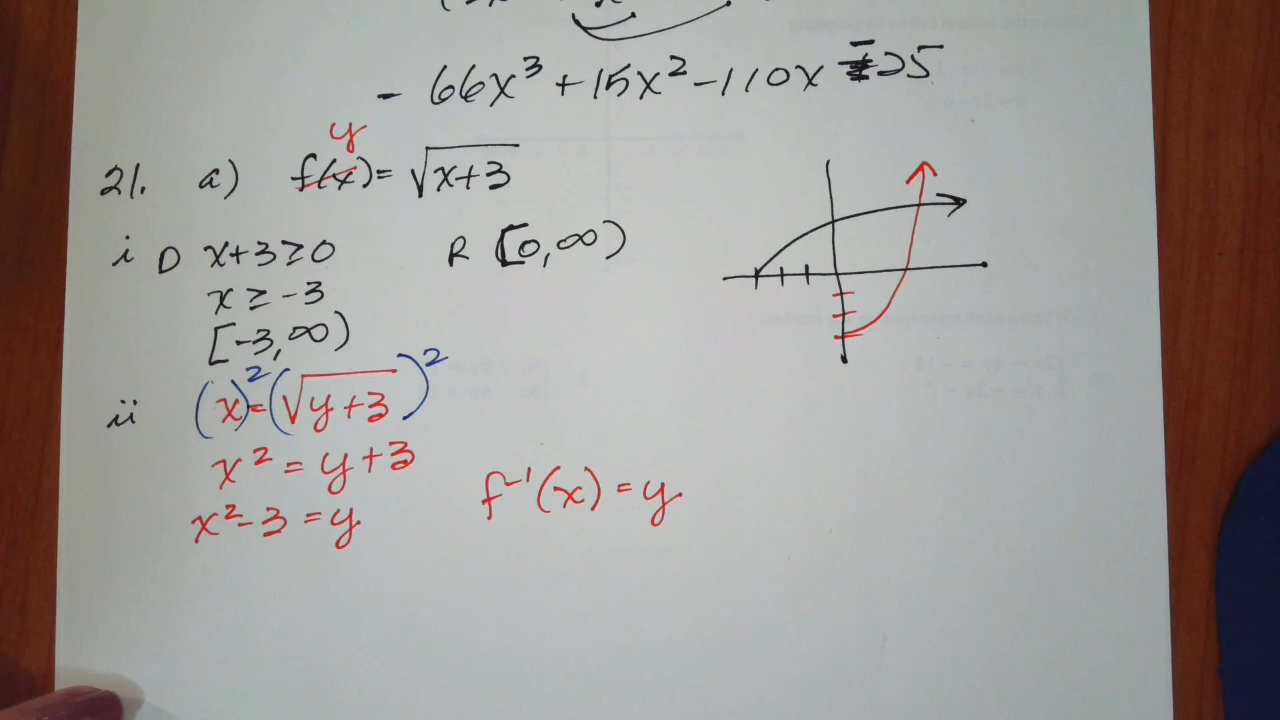 - 66x³ + 15x² - 110x - 25
y
21. a) f(x) = √x+3
i D x+3 ≥ 0 R [0, ∞)
x ≥ -3
[-3, ∞)
ii (x)² = (√y+3)²
x² = y+3
x² - 3 = y f⁻¹(x) = y